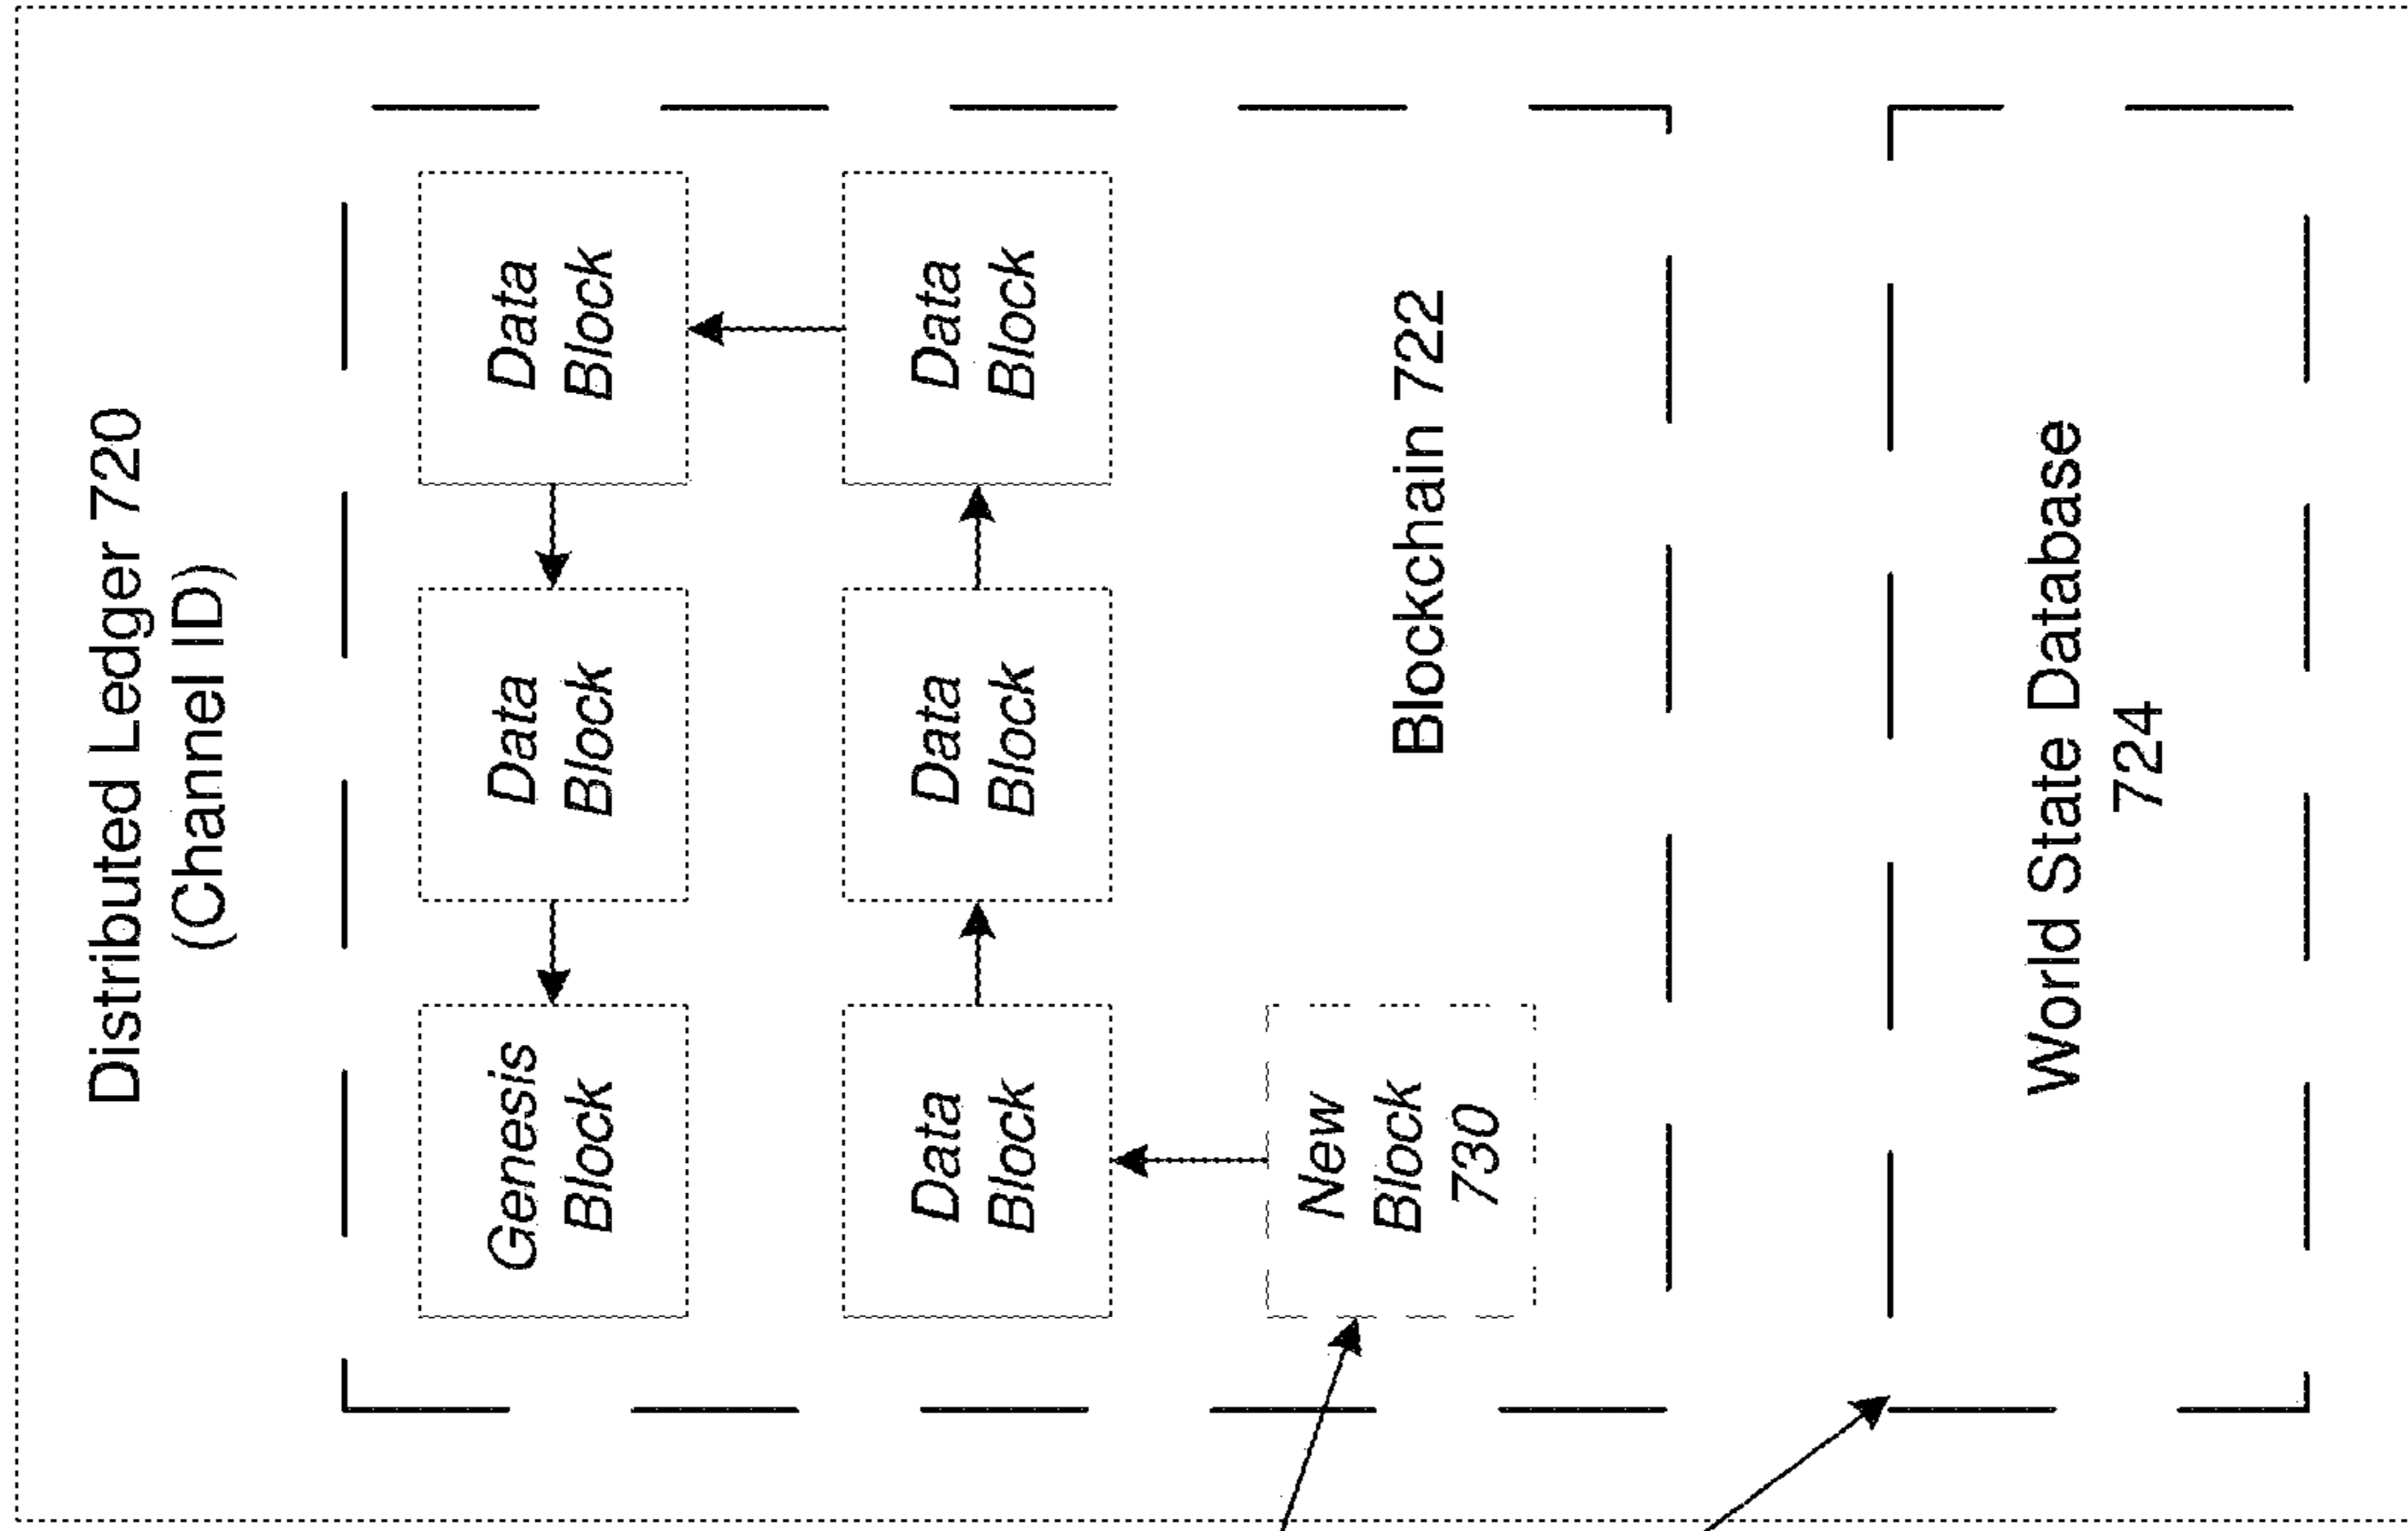 Distributed Ledger 720
(Channel ID)
Genesis
Block
Data
Block
Data
Block
Data
Block
Data
Block
Data
Block
New
Block
730
Blockchain 722
World State Database
724